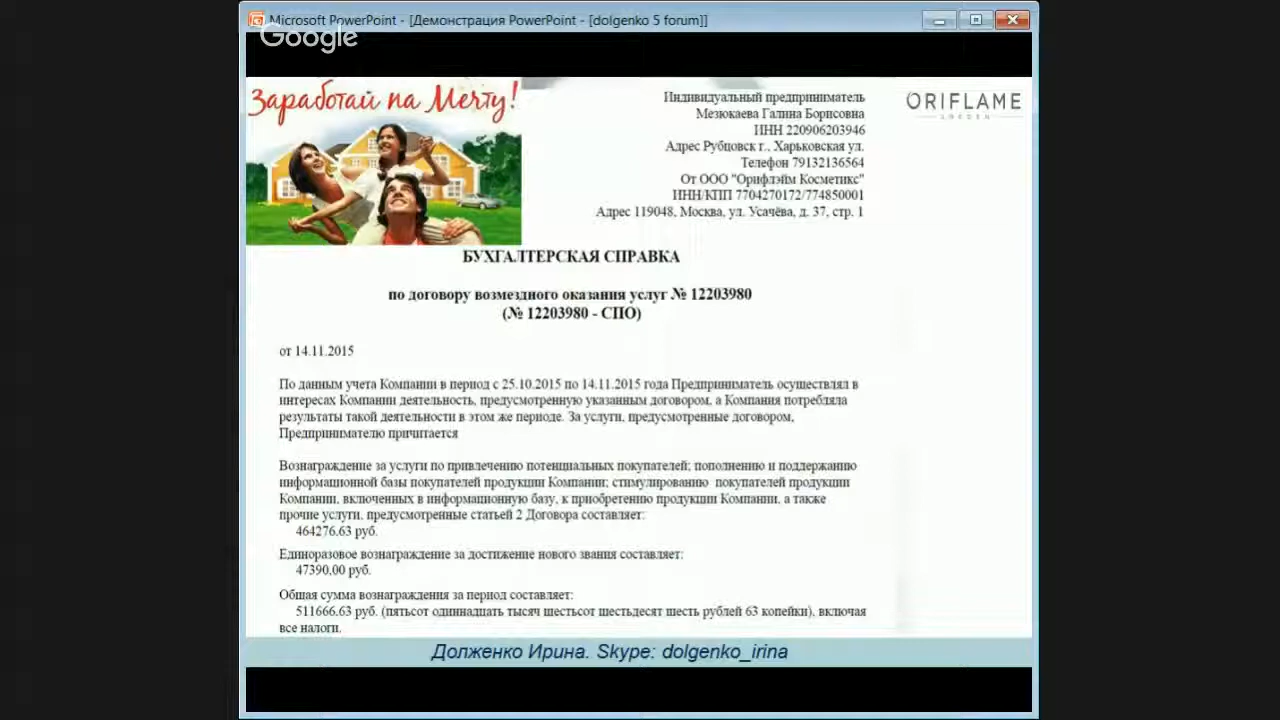 Microsoft PowerPoint - [Демонстрация PowerPoint - [dolgenko 5 forum]]
Google
Заработай на Мечту!
Индивидуальный предприниматель
Мезюкаева Галина Борисовна
ИНН 220906203946
Адрес Рубцовск г., Харьковская ул.
Телефон 79132136564
От ООО "Орифлэйм Косметикс"
ИНН/КПП 7704270172/774850001
Адрес 119048, Москва, ул. Усачёва, д. 37, стр. 1
ORIFLAME
SWEDEN
БУХГАЛТЕРСКАЯ СПРАВКА
по договору возмездного оказания услуг № 12203980
(№ 12203980 - СПО)
от 14.11.2015
По данным учета Компании в период с 25.10.2015 по 14.11.2015 года Предприниматель осуществлял в
интересах Компании деятельность, предусмотренную указанным договором, а Компания потребляла
результаты такой деятельности в этом же периоде. За услуги, предусмотренные договором,
Предпринимателю причитается
Вознаграждение за услуги по привлечению потенциальных покупателей; пополнению и поддержанию
информационной базы покупателей продукции Компании; стимулированию покупателей продукции
Компании, включенных в информационную базу, к приобретению продукции Компании, а также
прочие услуги, предусмотренные статьей 2 Договора составляет:
464276.63 руб.
Единоразовое вознаграждение за достижение нового звания составляет:
47390,00 руб.
Общая сумма вознаграждения за период составляет:
511666.63 руб. (пятьсот одиннадцать тысяч шестьсот шестьдесят шесть рублей 63 копейки), включая
все налоги.
Долженко Ирина. Skype: dolgenko_irina